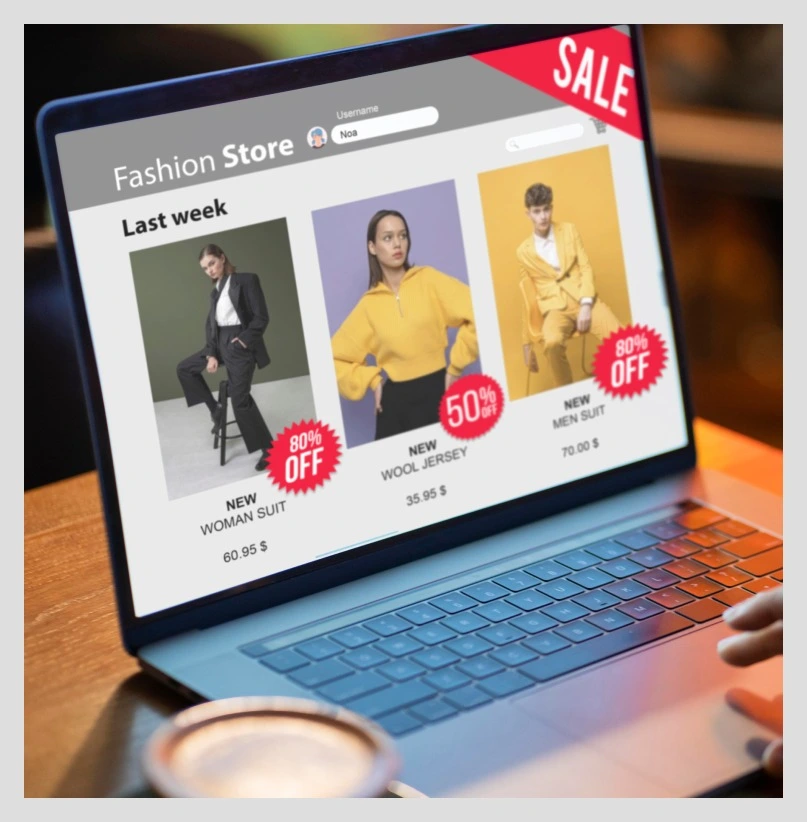 SALE
Username
Noa
Fashion Store
Last week
80%
OFF
50%
OFF
80%
OFF
NEW
WOMAN SUIT
60.95 $
NEW
WOOL JERSEY
35.95 $
NEW
MEN SUIT
70.00 $